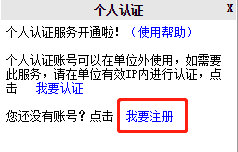 个人认证 x
个人认证服务开通啦！（使用帮助）
个人认证账号可以在单位外使用，如需要
此服务，请在单位有效IP内进行认证，点
击 我要认证
您还没有账号？点击 我要注册